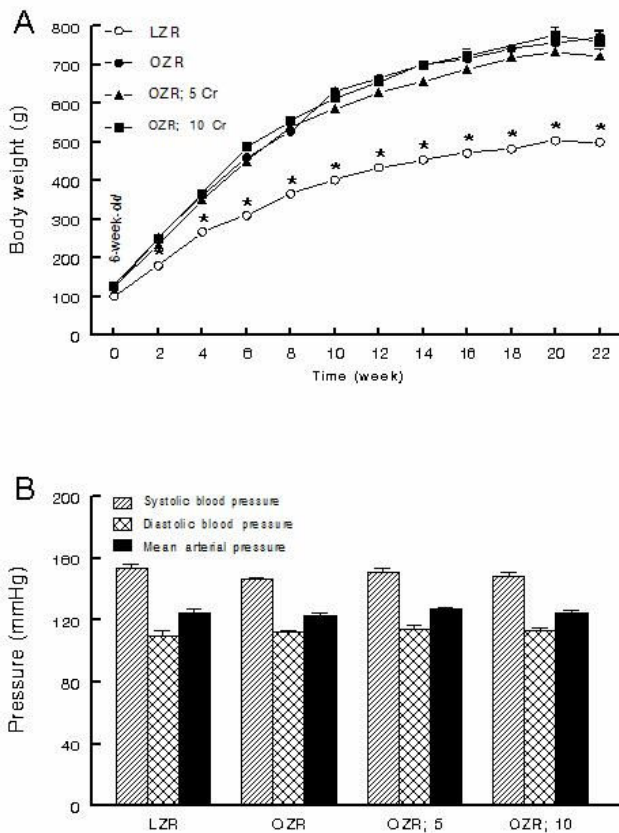 A
LZR
OZR
OZR; 5 Cr
OZR; 10 Cr
Body weight (g)
800
700
600
500
400
300
200
100
0
6-week-old
* * * * * * * * * * *
0 2 4 6 8 10 12 14 16 18 20 22
Time (week)
B
Systolic blood pressure
Diastolic blood pressure
Mean arterial pressure
Pressure (mmHg)
200
160
120
80
40
0
LZR OZR OZR; 5 OZR; 10